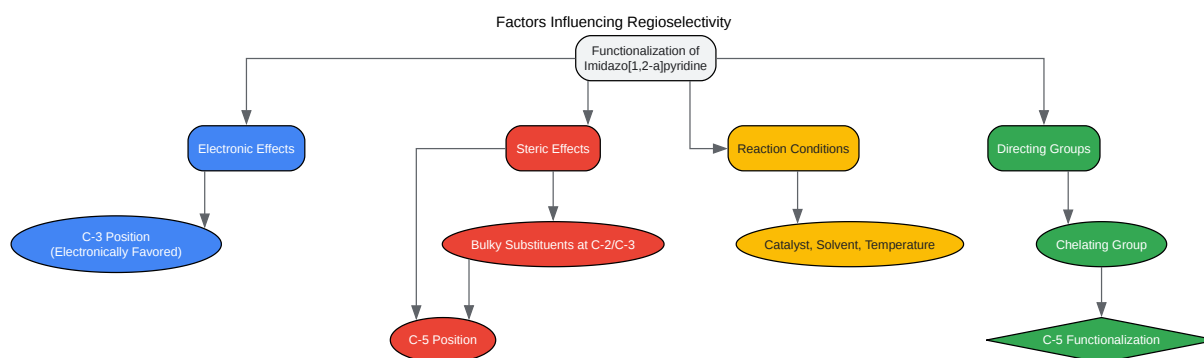 Factors Influencing Regioselectivity
Functionalization of
Imidazo[1,2-a]pyridine
Electronic Effects
Steric Effects
Reaction Conditions
Directing Groups
C-3 Position
(Electronically Favored)
Bulky Substituents at C-2/C-3
Catalyst, Solvent, Temperature
Chelating Group
C-5 Position
C-5 Functionalization